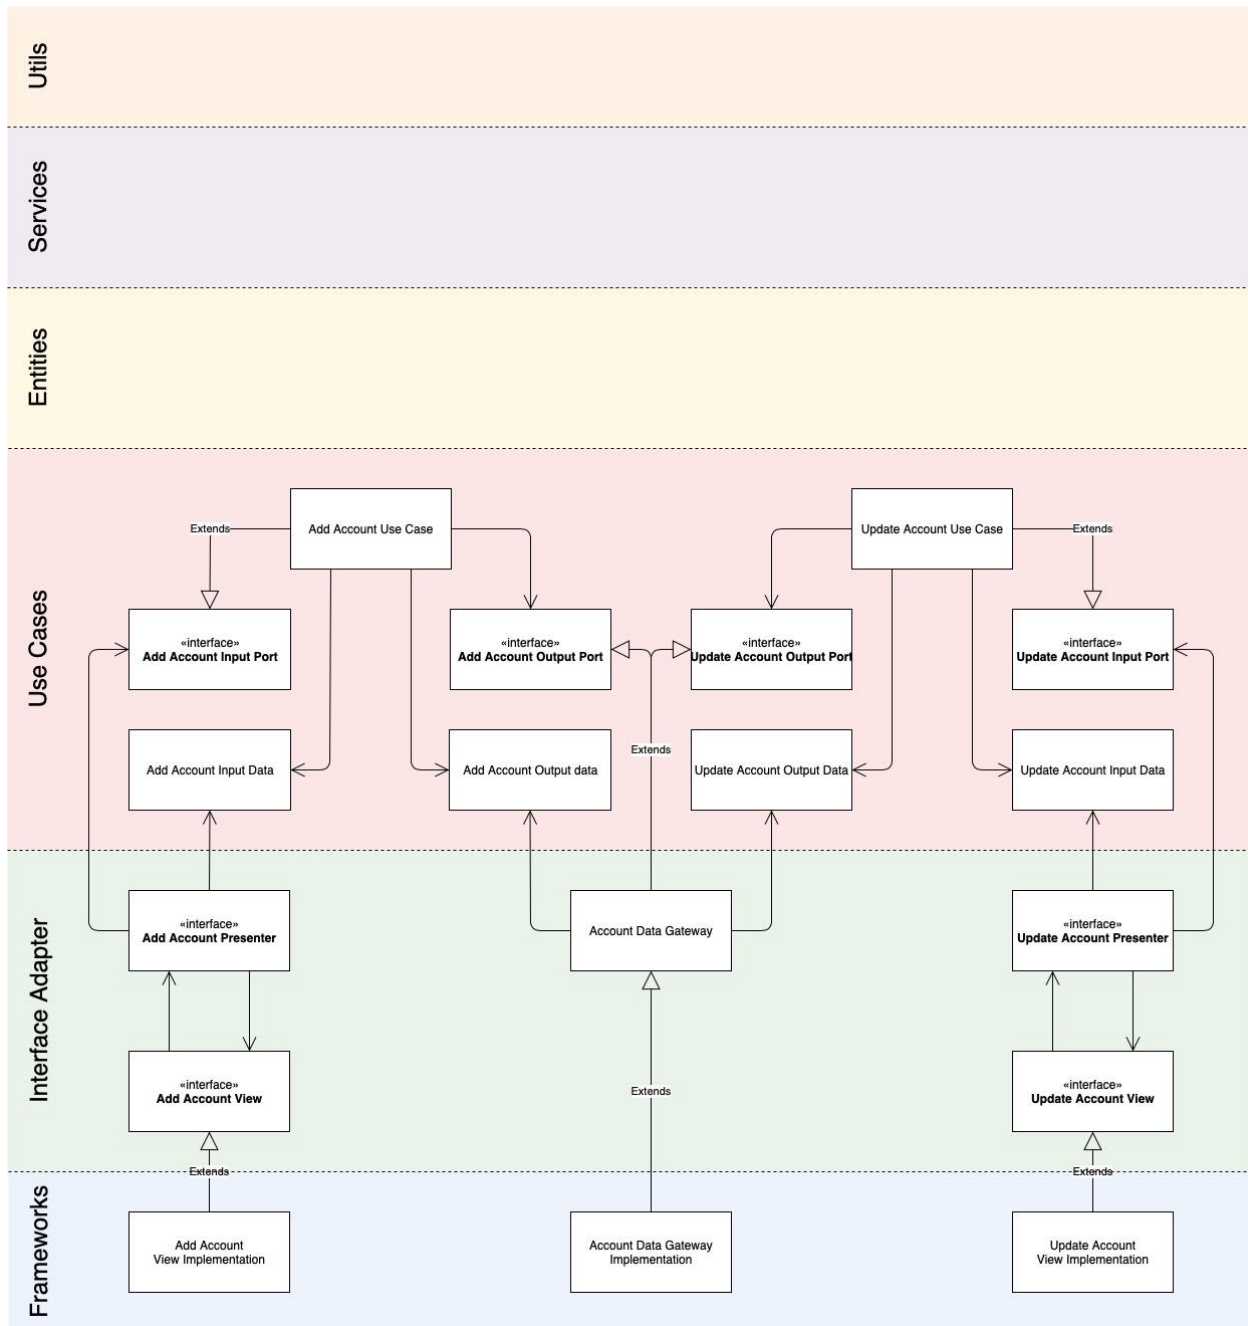 Utils
Services
Entities
Use Cases
Add Account Use Case
Update Account Use Case
Extends
Extends
«interface»
Add Account Input Port
«interface»
Add Account Output Port
«interface»
Update Account Output Port
«interface»
Update Account Input Port
Extends
Add Account Input Data
Add Account Output data
Update Account Output Data
Update Account Input Data
Interface Adapter
«interface»
Add Account Presenter
Account Data Gateway
«interface»
Update Account Presenter
«interface»
Add Account View
Extends
«interface»
Update Account View
Extends
Extends
Frameworks
Add Account
View Implementation
Account Data Gateway
Implementation
Update Account
View Implementation